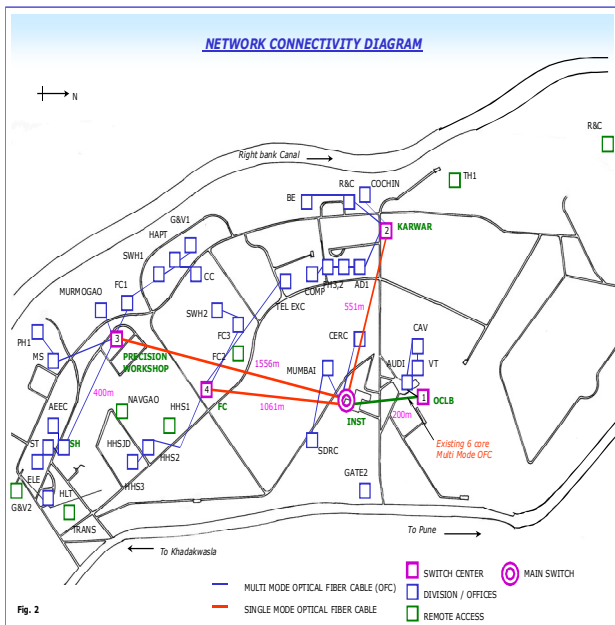 NETWORK CONNECTIVITY DIAGRAM
N
R&C
Right bank Canal
TH1
R&C
COCHIN
BE
KARWAR
2
G&V1
HAPT
SWH1
CC
COMP
PH3,2
AD1
TEL EXC
551m
MURMOGAO
FC1
SWH2
FC3
FC2
CERC
CAV
PH1
MS
3
PRECISION
WORKSHOP
1556m
MUMBAI
AUDI
VT
400m
NAVGAO
4
FC
1061m
INST
1
OCLB
200m
AEEC
HHS1
ST
SH
HHSJD
HHS2
SDRC
Existing 6 core
Multi Mode OFC
ELE
HHS3
GATE2
G&V2
HLT
TRANS
To Pune
To Khadakwasla
SWITCH CENTER
MAIN SWITCH
MULTI MODE OPTICAL FIBER CABLE (OFC)
DIVISION / OFFICES
SINGLE MODE OPTICAL FIBER CABLE
REMOTE ACCESS
Fig. 2